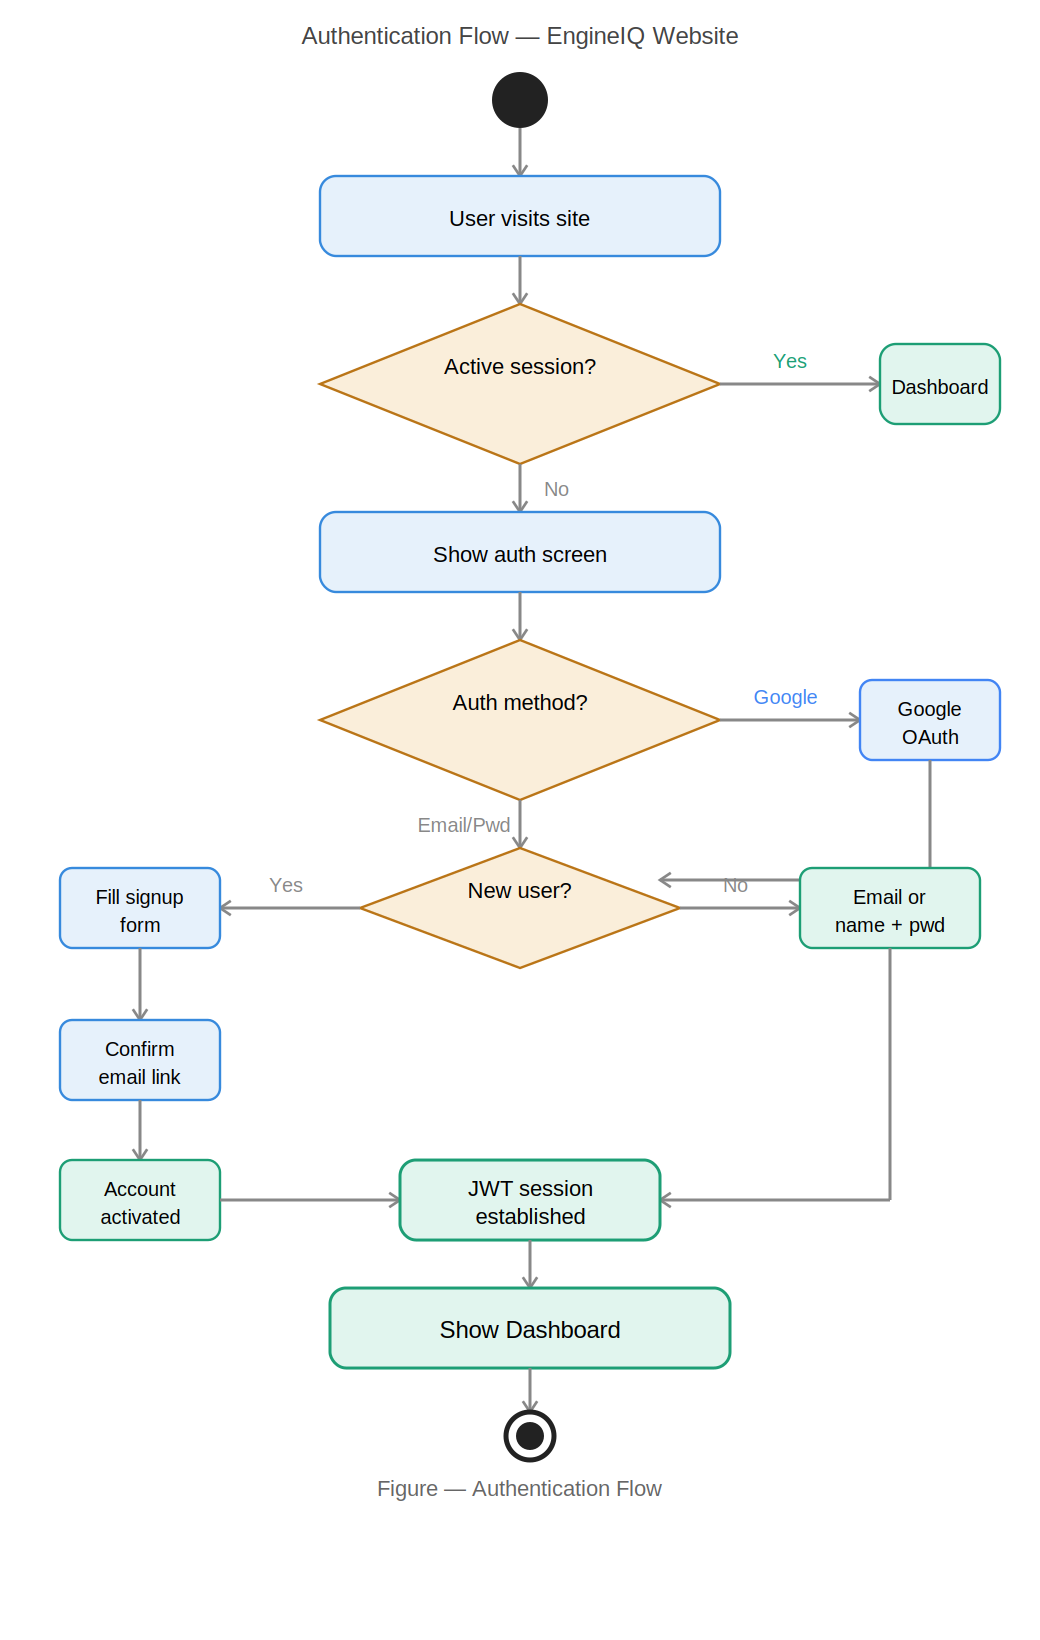 Authentication Flow — EngineIQ Website
User visits site
Active session?
Yes
Dashboard
No
Show auth screen
Auth method?
Google
Google
OAuth
Email/Pwd
New user?
Yes
Fill signup
form
No
Email or
name + pwd
Confirm
email link
Account
activated
JWT session
established
Show Dashboard
Figure — Authentication Flow